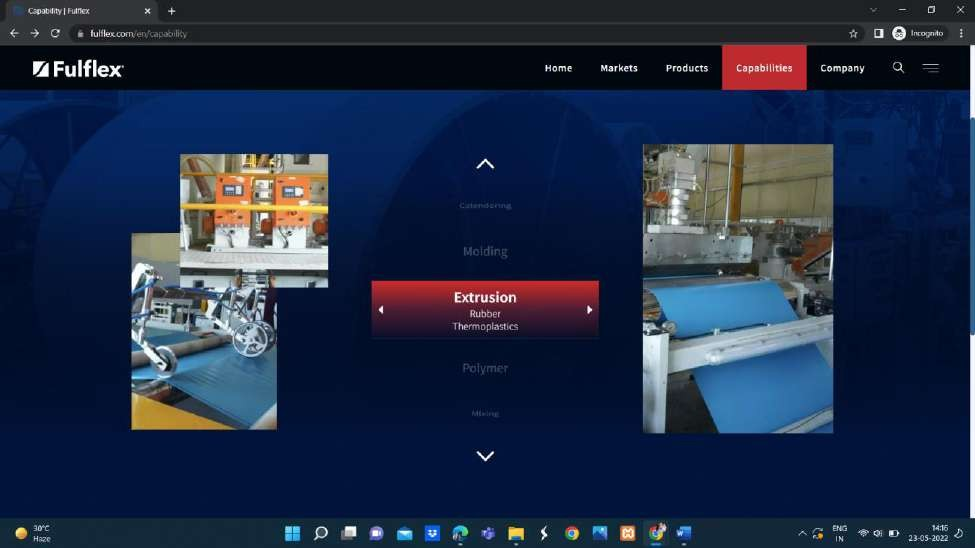 Capability | Fulflex
fulflex.com/en/capability
Incognito
Fulflex
Home Markets Products Capabilities Company
Calendering
Molding
Extrusion
Rubber
Thermoplastics
Polymer
Mixing
30°C
Haze
ENG
IN
14:16
23-05-2022